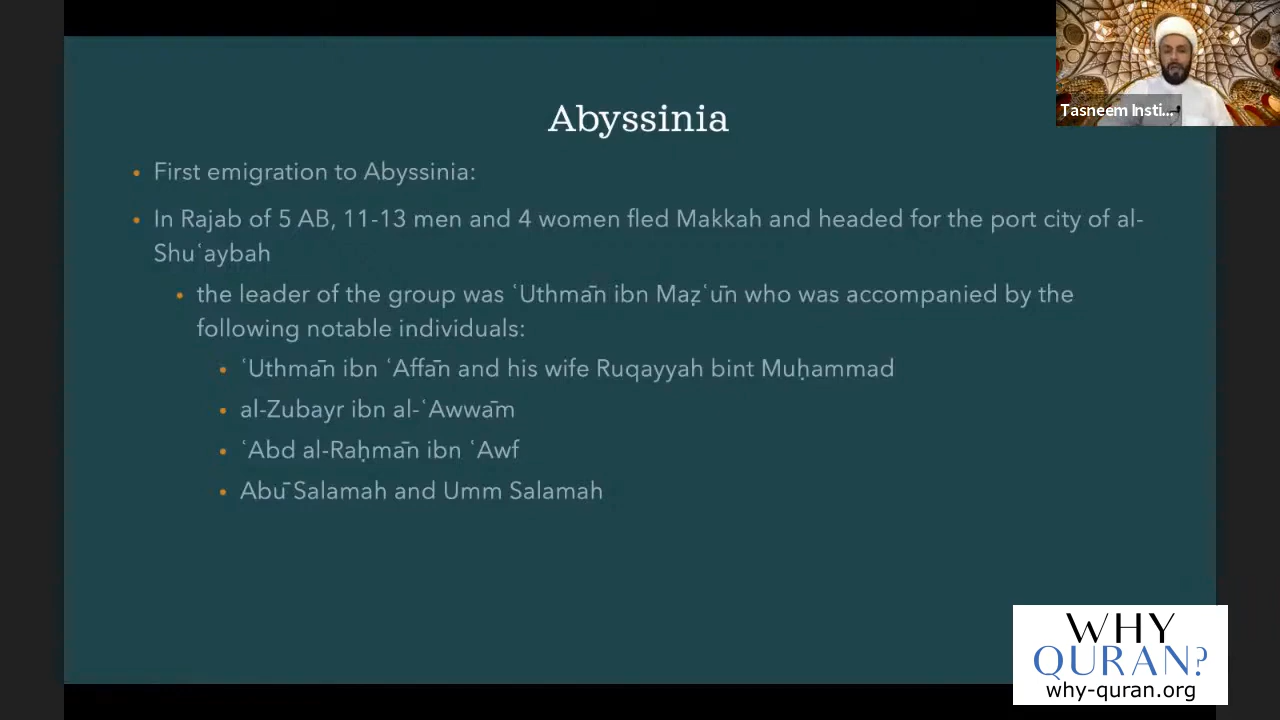 Tasneem Insti...
Abyssinia
• First emigration to Abyssinia:
• In Rajab of 5 AB, 11-13 men and 4 women fled Makkah and headed for the port city of al-
Shuʿaybah
• the leader of the group was ʿUthmān ibn Maẓʿūn who was accompanied by the
following notable individuals:
• ʿUthmān ibn ʿAffān and his wife Ruqayyah bint Muḥammad
• al-Zubayr ibn al-ʿAwwām
• ʿAbd al-Raḥmān ibn ʿAwf
• Abū Salamah and Umm Salamah
WHY
QURAN?
why-quran.org